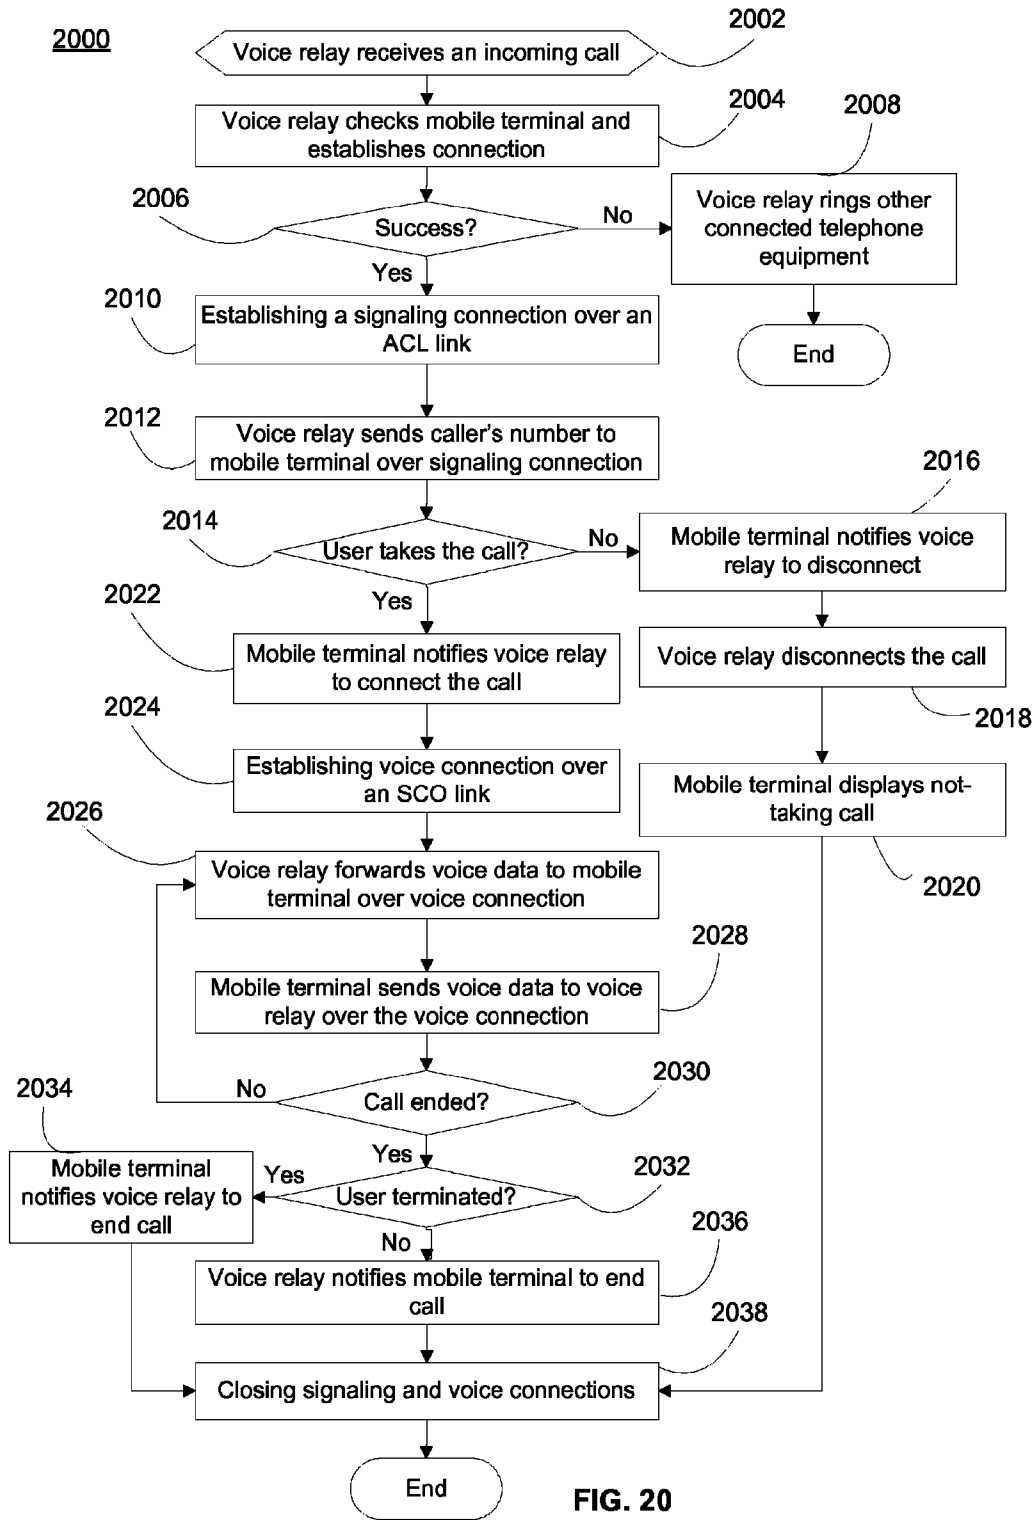 2000
Voice relay receives an incoming call
2002
Voice relay checks mobile terminal and
establishes connection
2004
2006
Success?
No
2008
Voice relay rings other
connected telephone
equipment
End
Yes
2010
Establishing a signaling connection over an
ACL link
2012
Voice relay sends caller's number to
mobile terminal over signaling connection
2014
User takes the call?
No
2016
Mobile terminal notifies voice
relay to disconnect
Voice relay disconnects the call
2018
Mobile terminal displays not-
taking call
2020
Yes
2022
Mobile terminal notifies voice relay
to connect the call
2024
Establishing voice connection over
an SCO link
2026
Voice relay forwards voice data to mobile
terminal over voice connection
2028
Mobile terminal sends voice data to voice
relay over the voice connection
No
Call ended?
2030
Yes
2034
Mobile terminal
notifies voice relay to
end call
Yes
User terminated?
2032
No
2036
Voice relay notifies mobile terminal to end
call
2038
Closing signaling and voice connections
End
FIG. 20